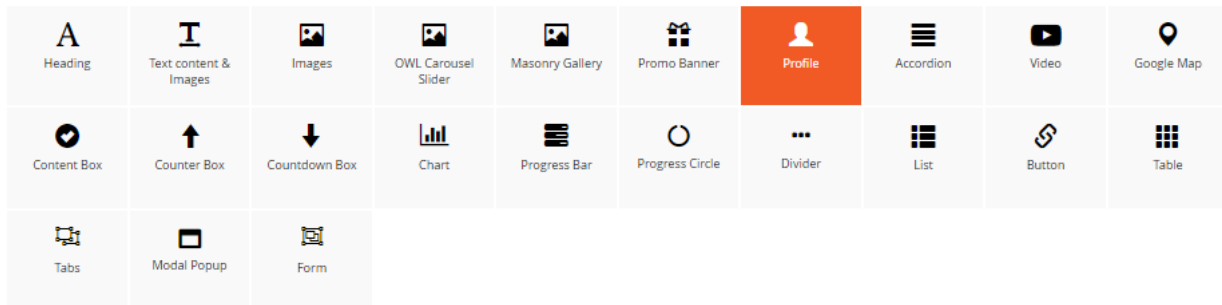 Heading
Text content &
Images
Images
OWL Carousel
Slider
Masonry Gallery
Promo Banner
Profile
Accordion
Video
Google Map
Content Box
Counter Box
Countdown Box
Chart
Progress Bar
Progress Circle
Divider
List
Button
Table
Tabs
Modal Popup
Form